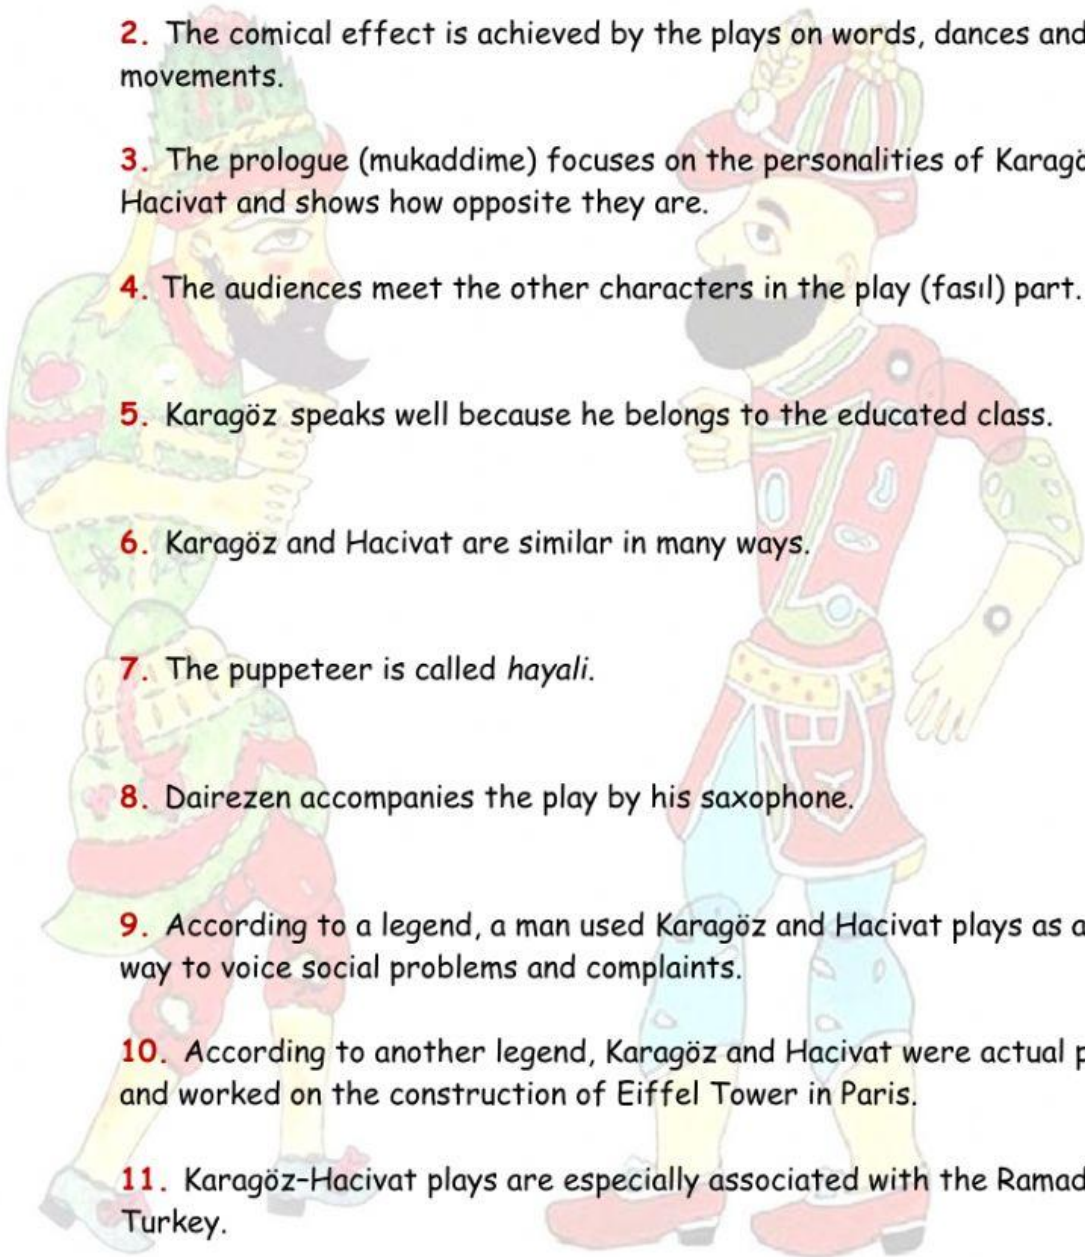 2. The comical effect is achieved by the plays on words, dances and
movements.
3. The prologue (mukaddime) focuses on the personalities of Karagö
Hacivat and shows how opposite they are.
4. The audiences meet the other characters in the play (fasıl) part.
5. Karagöz speaks well because he belongs to the educated class.
6. Karagöz and Hacivat are similar in many ways.
7. The puppeteer is called hayali.
8. Dairezen accompanies the play by his saxophone.
9. According to a legend, a man used Karagöz and Hacivat plays as a
way to voice social problems and complaints.
10. According to another legend, Karagöz and Hacivat were actual p
and worked on the construction of Eiffel Tower in Paris.
11. Karagöz-Hacivat plays are especially associated with the Ramad
Turkey.